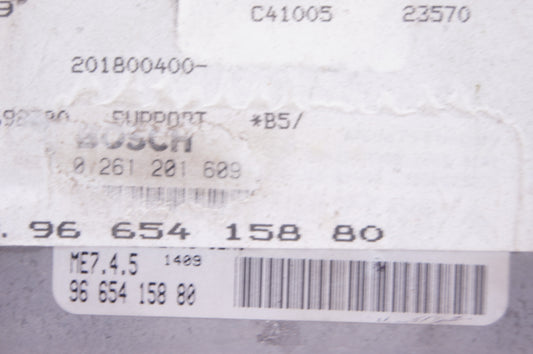 9"
C41005 23570
201800400-
SUPPORT *B5/
BOSCH
0 261 201 609
. 96 654 158 80
ME7.4.5 1409
96 654 158 80